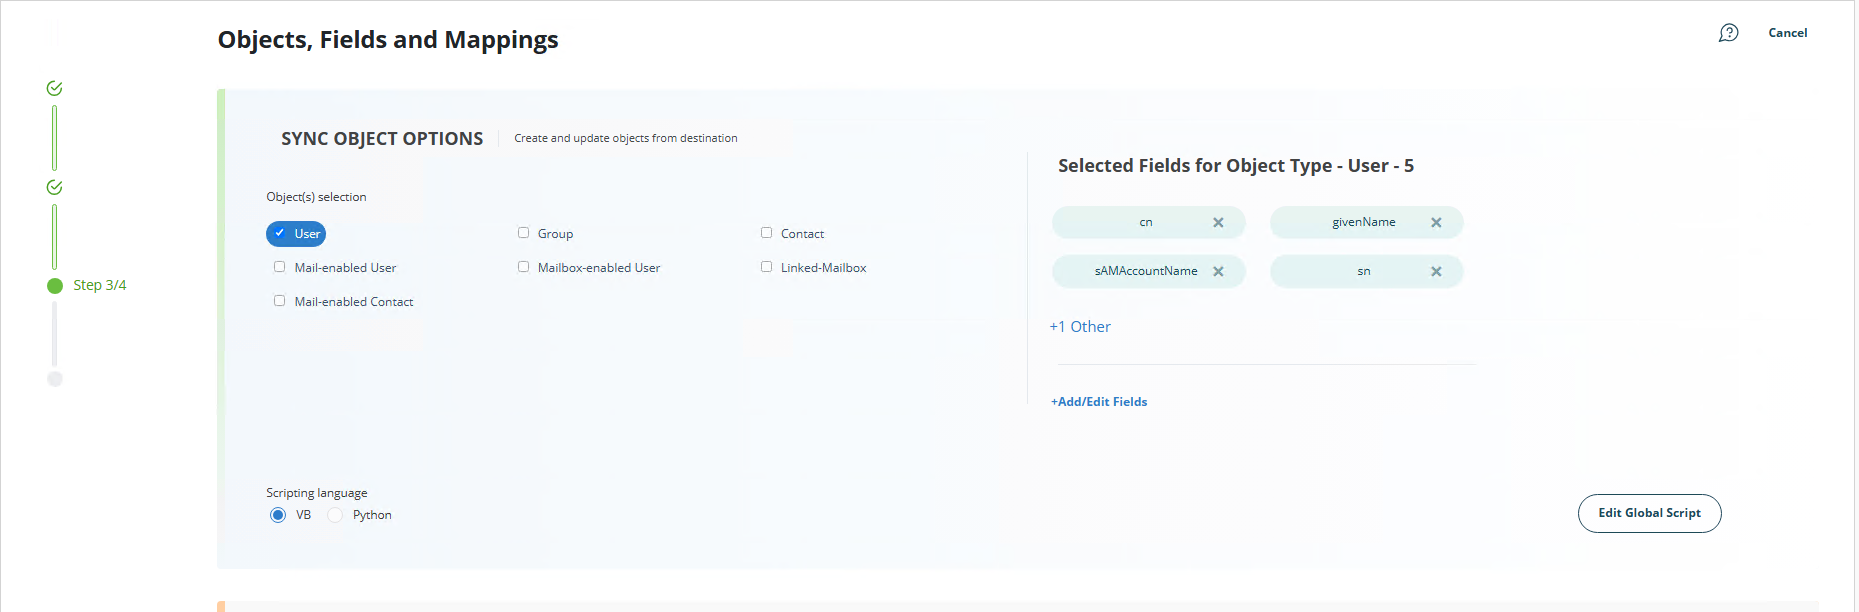 Objects, Fields and Mappings
Cancel
Step 3/4
SYNC OBJECT OPTIONS
Create and update objects from destination
Object(s) selection
User
Group
Contact
Mail-enabled User
Mailbox-enabled User
Linked-Mailbox
Mail-enabled Contact
Selected Fields for Object Type - User - 5
cn
givenName
sAMAccountName
sn
+1 Other
+Add/Edit Fields
Scripting language
VB
Python
Edit Global Script